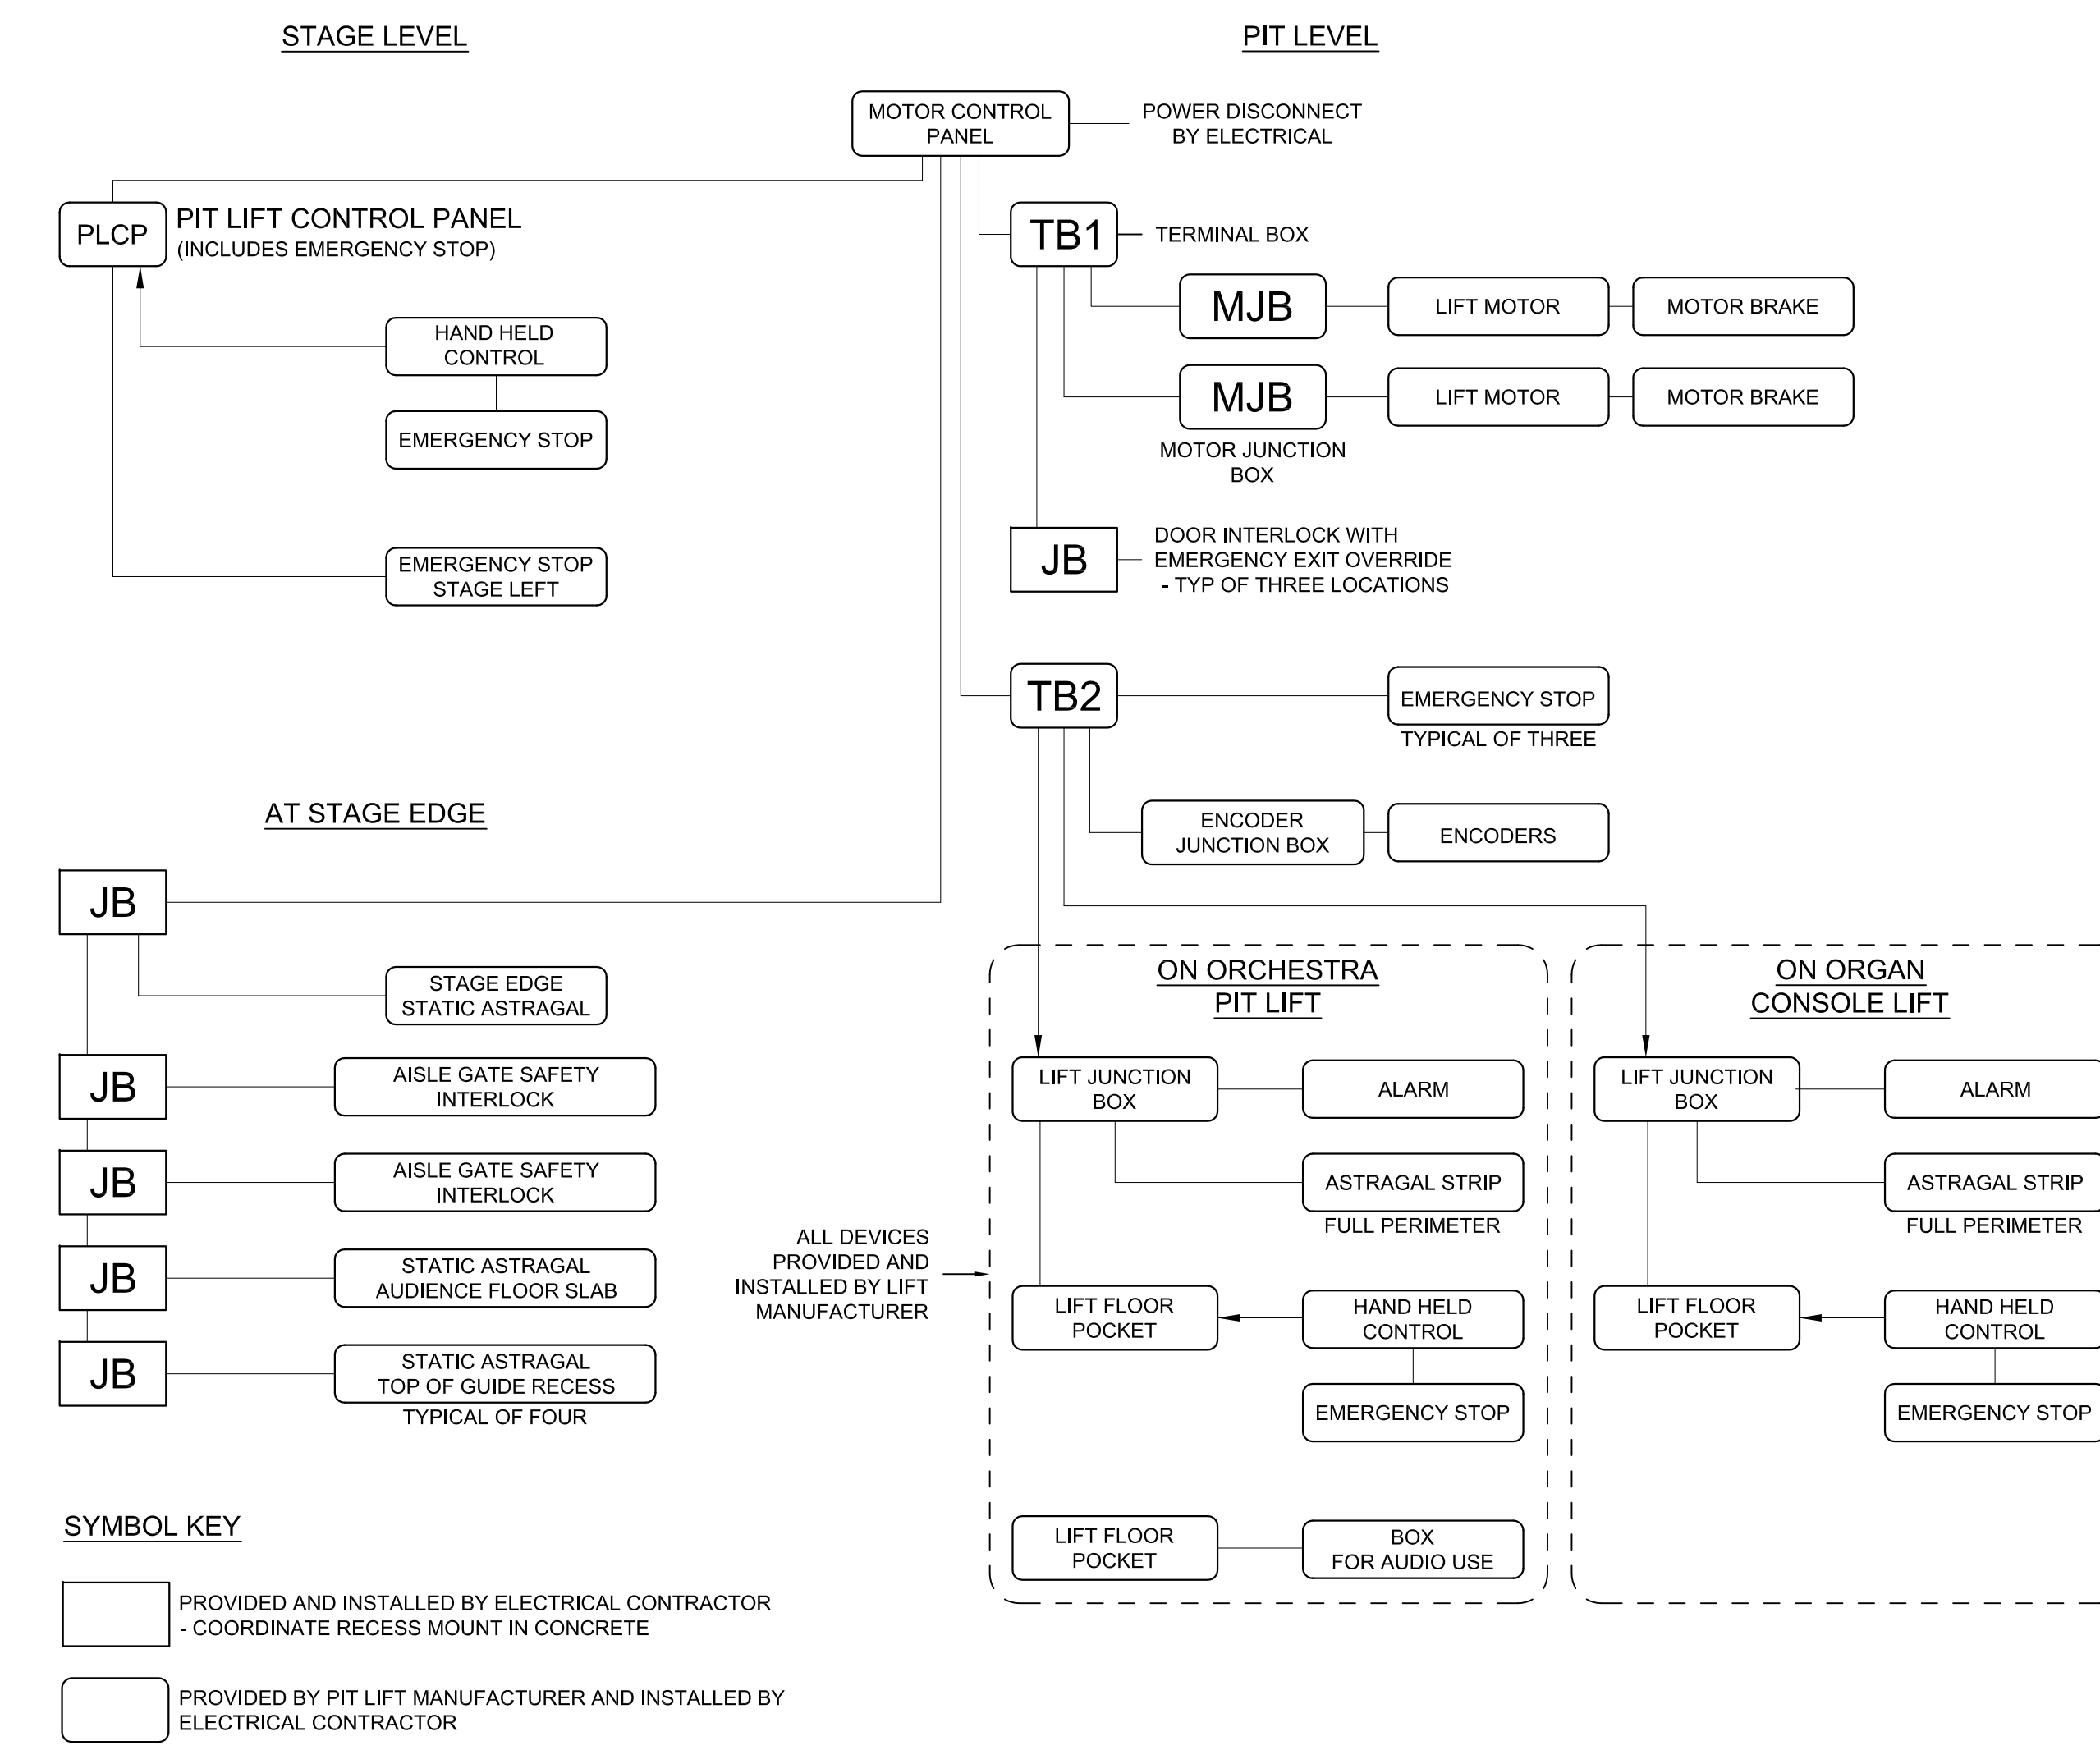 STAGE LEVEL
PIT LEVEL
MOTOR CONTROL
PANEL
POWER DISCONNECT
BY ELECTRICAL
PLCP
PIT LIFT CONTROL PANEL
(INCLUDES EMERGENCY STOP)
HAND HELD
CONTROL
EMERGENCY STOP
EMERGENCY STOP
STAGE LEFT
TB1
TERMINAL BOX
MJB
LIFT MOTOR
MOTOR BRAKE
MJB
LIFT MOTOR
MOTOR BRAKE
MOTOR JUNCTION
BOX
JB
DOOR INTERLOCK WITH
EMERGENCY EXIT OVERRIDE
- TYP OF THREE LOCATIONS
TB2
EMERGENCY STOP
TYPICAL OF THREE
ENCODER
JUNCTION BOX
ENCODERS
AT STAGE EDGE
JB
STAGE EDGE
STATIC ASTRAGAL
JB
AISLE GATE SAFETY
INTERLOCK
JB
AISLE GATE SAFETY
INTERLOCK
JB
STATIC ASTRAGAL
AUDIENCE FLOOR SLAB
JB
STATIC ASTRAGAL
TOP OF GUIDE RECESS
TYPICAL OF FOUR
ALL DEVICES
PROVIDED AND
INSTALLED BY LIFT
MANUFACTURER
ON ORCHESTRA
PIT LIFT
LIFT JUNCTION
BOX
ALARM
ASTRAGAL STRIP
FULL PERIMETER
LIFT FLOOR
POCKET
HAND HELD
CONTROL
EMERGENCY STOP
LIFT FLOOR
POCKET
BOX
FOR AUDIO USE
ON ORGAN
CONSOLE LIFT
LIFT JUNCTION
BOX
ALARM
ASTRAGAL STRIP
FULL PERIMETER
LIFT FLOOR
POCKET
HAND HELD
CONTROL
EMERGENCY STOP
SYMBOL KEY
PROVIDED AND INSTALLED BY ELECTRICAL CONTRACTOR
- COORDINATE RECESS MOUNT IN CONCRETE
PROVIDED BY PIT LIFT MANUFACTURER AND INSTALLED BY
ELECTRICAL CONTRACTOR